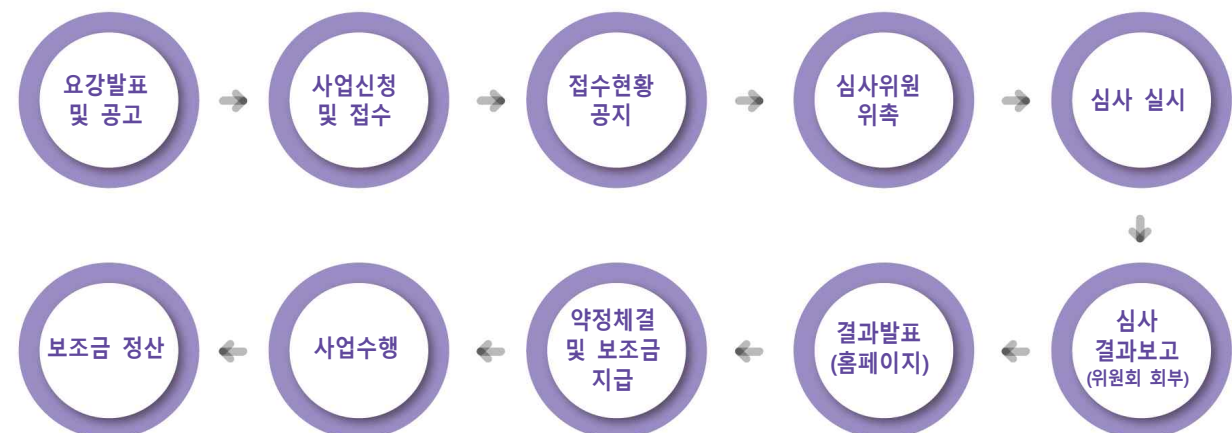 요강발표
및 공고
사업신청
및 접수
접수현황
공지
심사위원
위촉
심사 실시
심사
결과보고
(위원회 회부)
결과발표
(홈페이지)
약정체결
및 보조금
지급
사업수행
보조금 정산